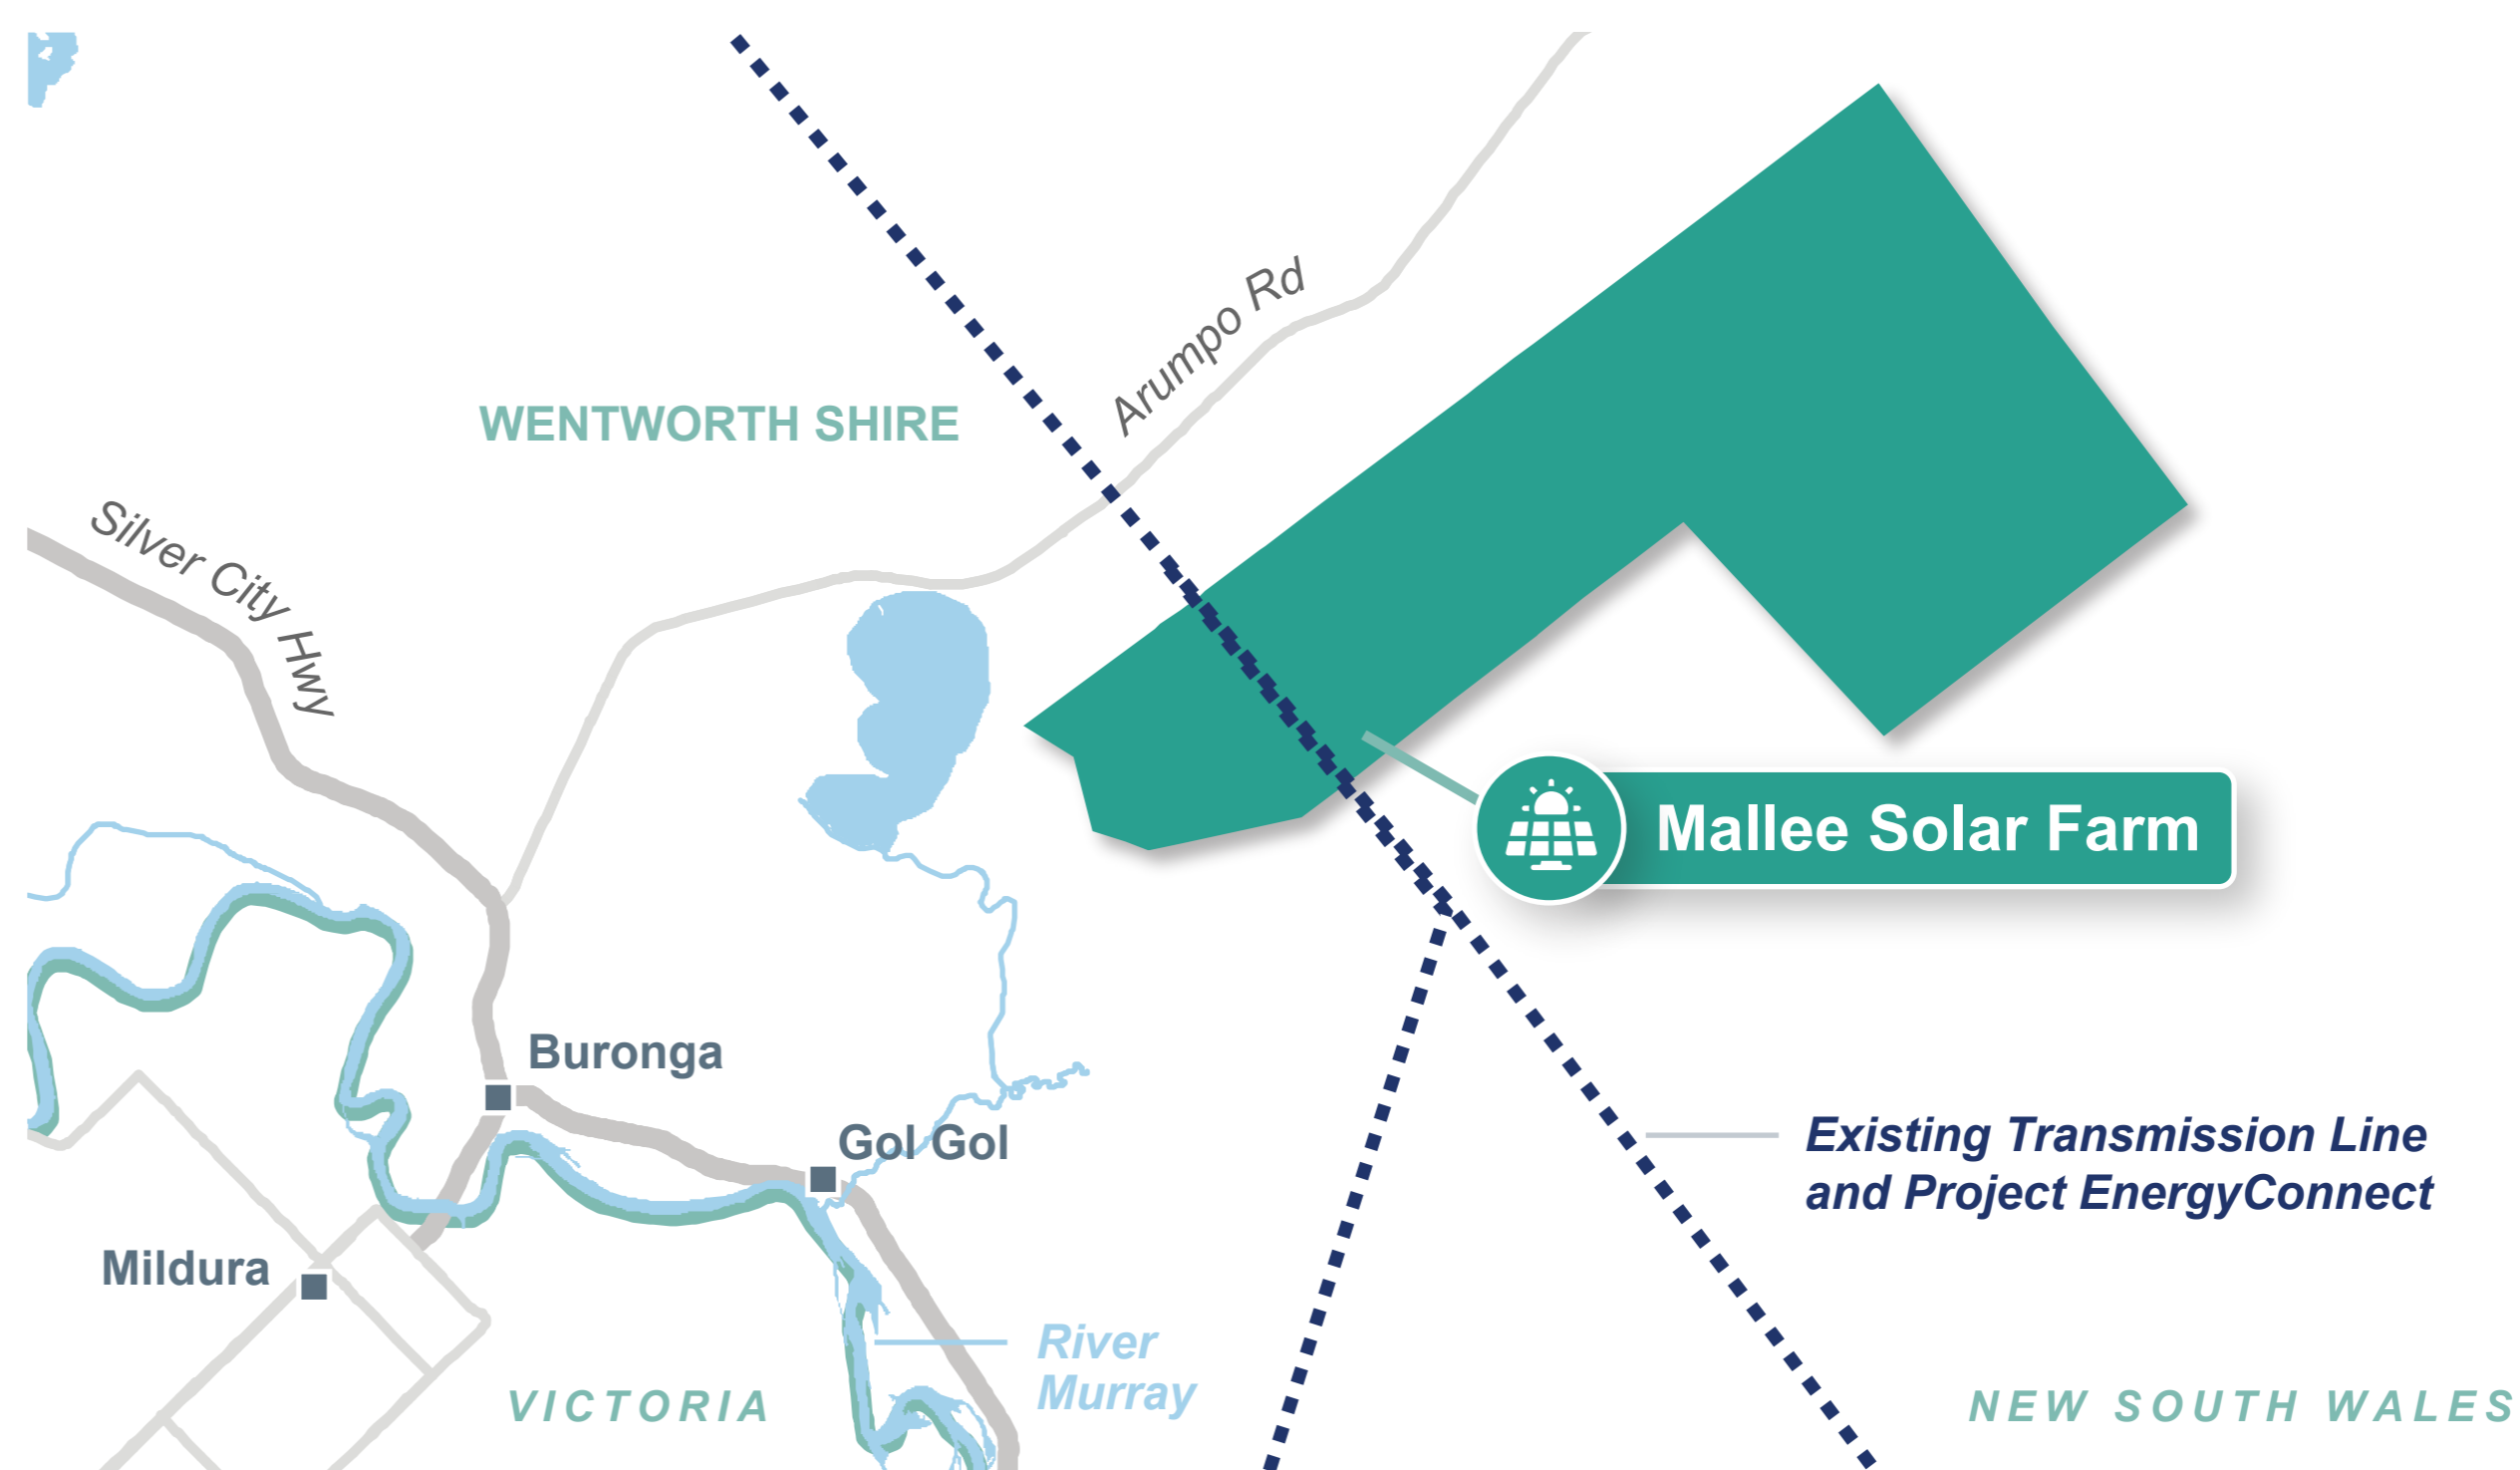 Arumpo Rd
WENTWORTH SHIRE
Silver City Hwy
Mallee Solar Farm
Buronga
Gol Gol
Existing Transmission Line
and Project EnergyConnect
Mildura
River
Murray
VICTORIA
NEW SOUTH WALES